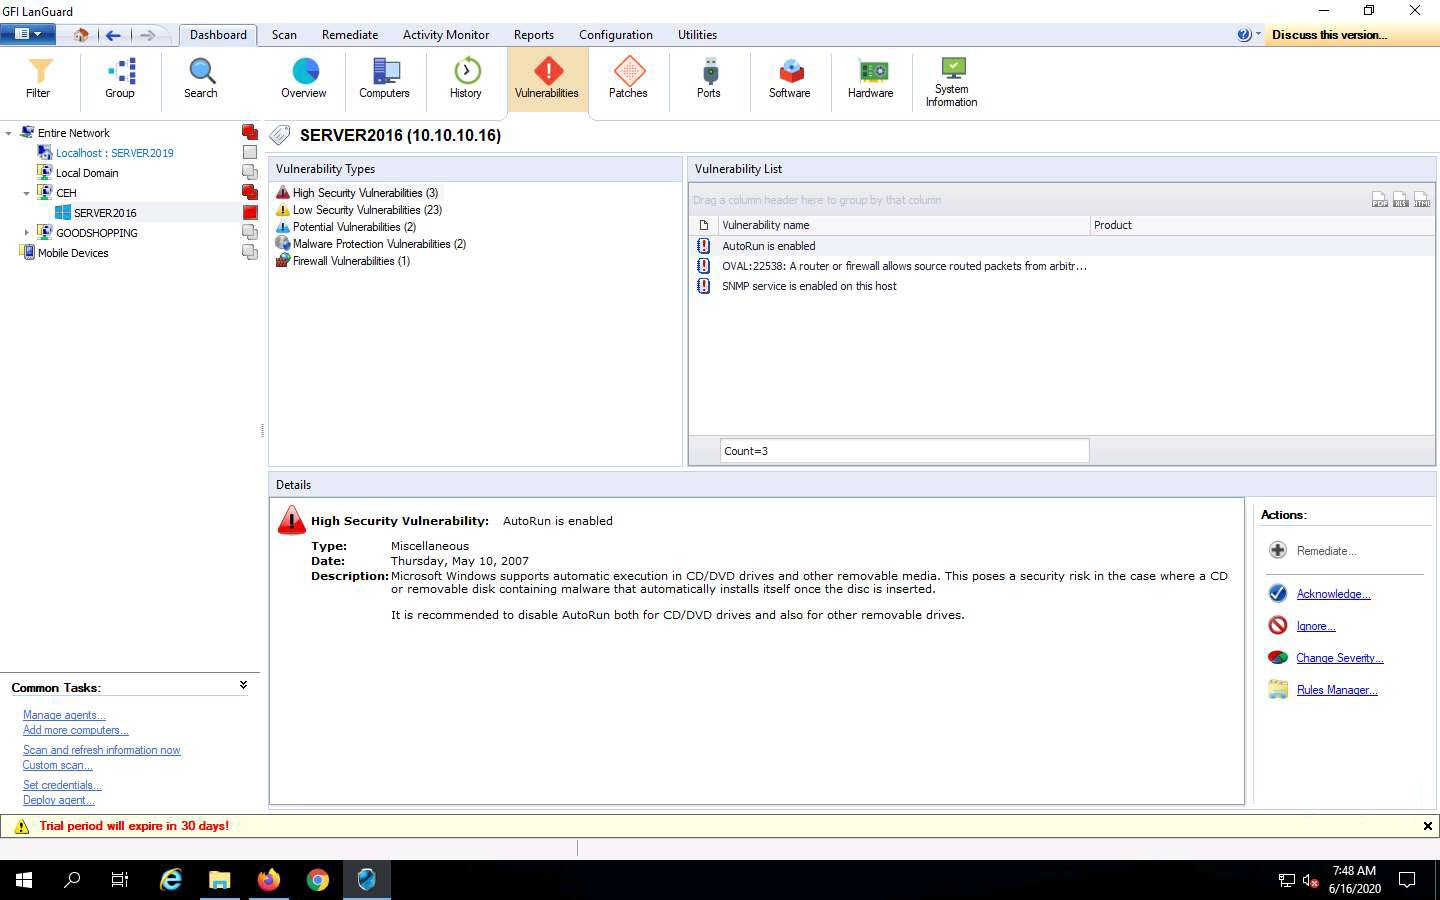 GFI LanGuard
Dashboard Scan Remediate Activity Monitor Reports Configuration Utilities Discuss this version...
Filter Group Search Overview Computers History Vulnerabilities Patches Ports Software Hardware System Information
Entire Network
Localhost : SERVER2019
Local Domain
CEH
SERVER2016
GOODSHOPPING
Mobile Devices
Common Tasks:
Manage agents...
Add more computers...
Scan and refresh information now
Custom scan...
Set credentials...
Deploy agent...
SERVER2016 (10.10.10.16)
Vulnerability Types
High Security Vulnerabilities (3)
Low Security Vulnerabilities (23)
Potential Vulnerabilities (2)
Malware Protection Vulnerabilities (2)
Firewall Vulnerabilities (1)
Vulnerability List
Drag a column header here to group by that column
PDF XLS HTML
Vulnerability name Product
AutoRun is enabled
OVAL:22538: A router or firewall allows source routed packets from arbitr...
SNMP service is enabled on this host
Count=3
Details
High Security Vulnerability: AutoRun is enabled
Type: Miscellaneous
Date: Thursday, May 10, 2007
Description: Microsoft Windows supports automatic execution in CD/DVD drives and other removable media. This poses a security risk in the case where a CD
or removable disk containing malware that automatically installs itself once the disc is inserted.
It is recommended to disable AutoRun both for CD/DVD drives and also for other removable drives.
Actions:
Remediate...
Acknowledge...
Ignore...
Change Severity...
Rules Manager...
Trial period will expire in 30 days!
7:48 AM
6/16/2020